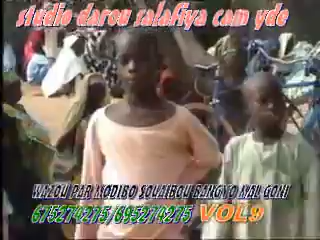 studio darou salafiya cam yde
WAZOU PAR MODIBO SOUAIBOU BANGYO MAL GONI
675274275/695274275 VOL9